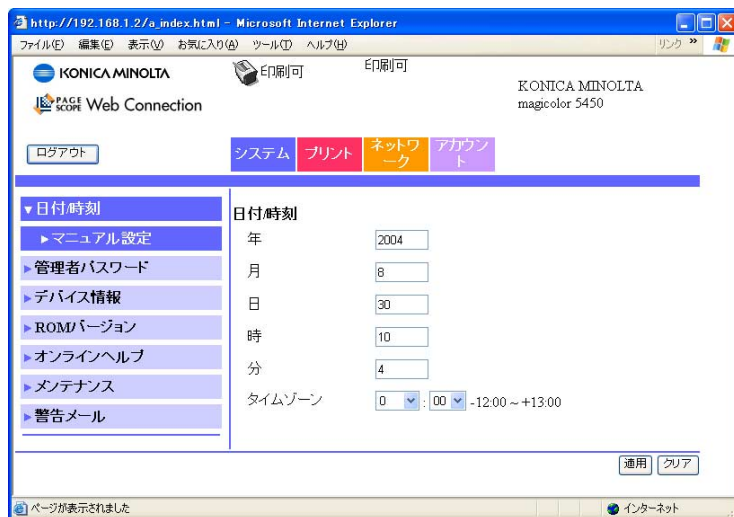 http://192.168.1.2/a_index.html - Microsoft Internet Explorer
ファイル(F) 編集(E) 表示(V) お気に入り(A) ツール(T) ヘルプ(H) リンク »
KONICA MINOLTA
印刷可
印刷可
KONICA MINOLTA
magicolor 5450
PAGE SCOPE Web Connection
ログアウト
システム
プリント
ネットワ
ーク
アカウン
ト
▼日付/時刻
▶マニュアル設定
▶管理者パスワード
▶デバイス情報
▶ROMバージョン
▶オンラインヘルプ
▶メンテナンス
▶警告メール
日付/時刻
年 2004
月 8
日 30
時 10
分 4
タイムゾーン 0 : 00 -12:00 ~ +13:00
適用 クリア
ページが表示されました インターネット